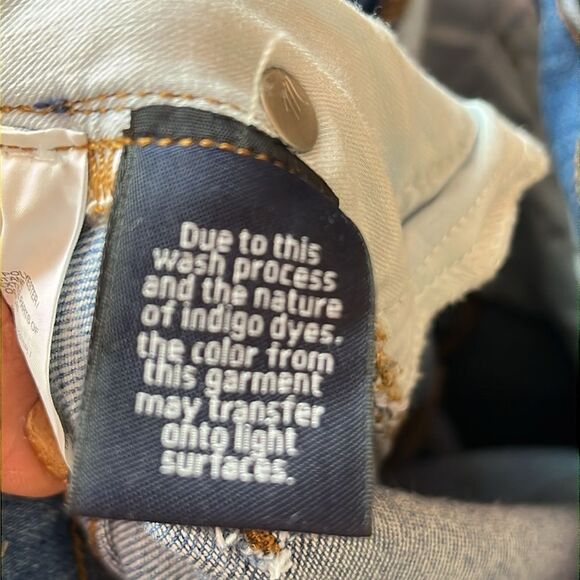 Due to this
wash process
and the nature
of indigo dyes,
the color from
this garment
may transfer
onto light
surfaces.